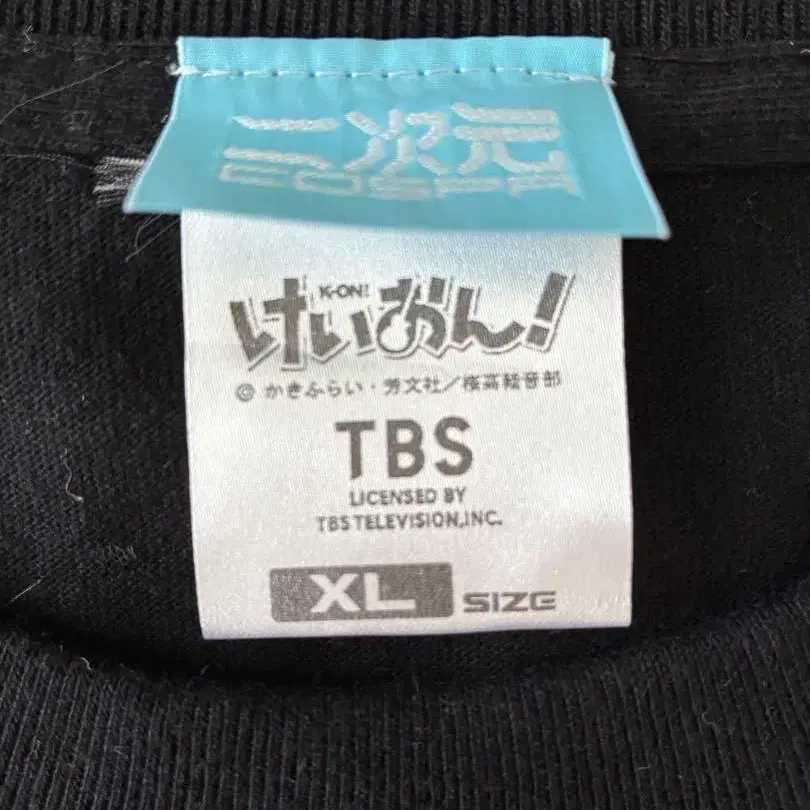 二次元
COSPA
K-ON!
けいおん!
© かきふらい・芳文社／桜高軽音部
TBS
LICENSED BY
TBS TELEVISION,INC.
XL SIZE